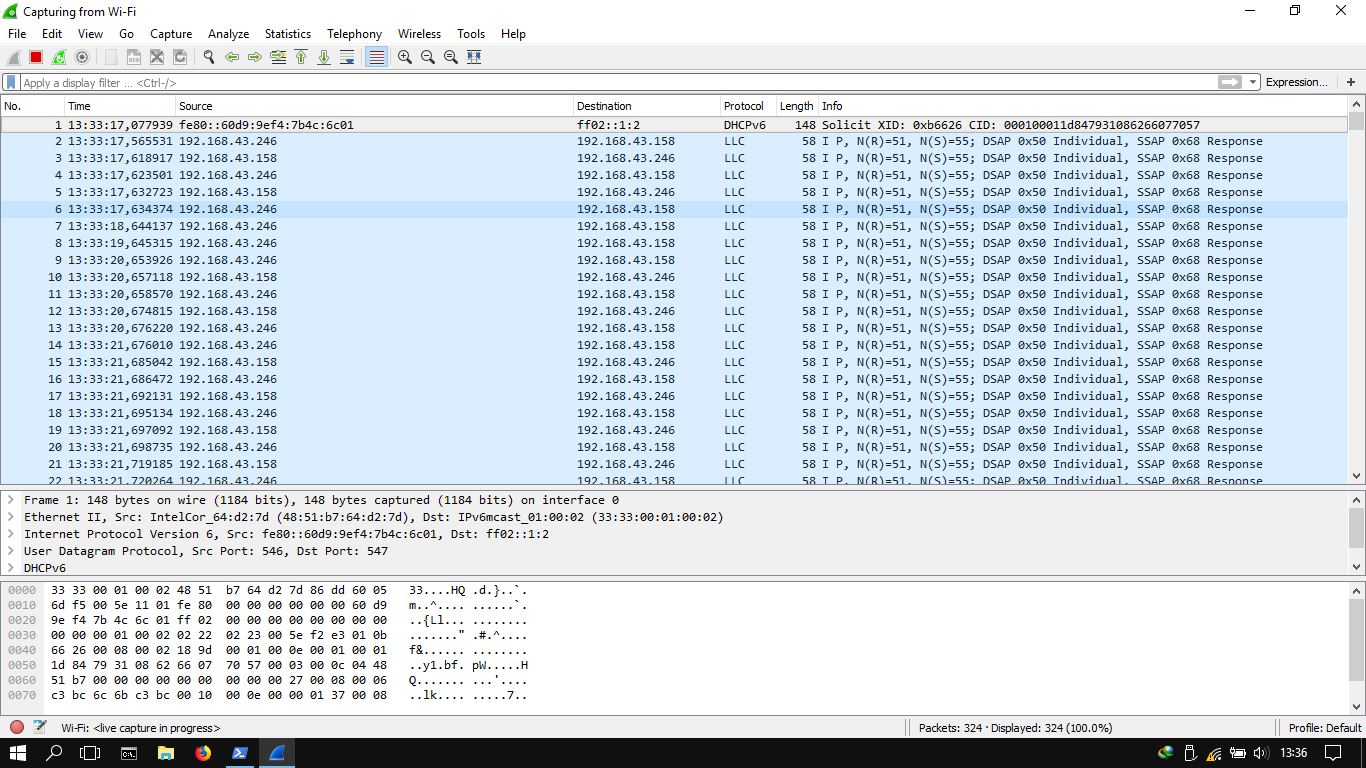 Capturing from Wi-Fi
File Edit View Go Capture Analyze Statistics Telephony Wireless Tools Help
Apply a display filter ... <Ctrl-/> Expression... +
No. Time Source Destination Protocol Length Info
1 13:33:17,077939 fe80::60d9:9ef4:7b4c:6c01 ff02::1:2 DHCPv6 148 Solicit XID: 0xb6626 CID: 000100011d847931086266077057
2 13:33:17,565531 192.168.43.246 192.168.43.158 LLC 58 I P, N(R)=51, N(S)=55; DSAP 0x50 Individual, SSAP 0x68 Response
3 13:33:17,618917 192.168.43.158 192.168.43.246 LLC 58 I P, N(R)=51, N(S)=55; DSAP 0x50 Individual, SSAP 0x68 Response
4 13:33:17,623501 192.168.43.246 192.168.43.158 LLC 58 I P, N(R)=51, N(S)=55; DSAP 0x50 Individual, SSAP 0x68 Response
5 13:33:17,632723 192.168.43.158 192.168.43.246 LLC 58 I P, N(R)=51, N(S)=55; DSAP 0x50 Individual, SSAP 0x68 Response
6 13:33:17,634374 192.168.43.246 192.168.43.158 LLC 58 I P, N(R)=51, N(S)=55; DSAP 0x50 Individual, SSAP 0x68 Response
7 13:33:18,644137 192.168.43.246 192.168.43.158 LLC 58 I P, N(R)=51, N(S)=55; DSAP 0x50 Individual, SSAP 0x68 Response
8 13:33:19,645315 192.168.43.246 192.168.43.158 LLC 58 I P, N(R)=51, N(S)=55; DSAP 0x50 Individual, SSAP 0x68 Response
9 13:33:20,653926 192.168.43.246 192.168.43.158 LLC 58 I P, N(R)=51, N(S)=55; DSAP 0x50 Individual, SSAP 0x68 Response
10 13:33:20,657118 192.168.43.158 192.168.43.246 LLC 58 I P, N(R)=51, N(S)=55; DSAP 0x50 Individual, SSAP 0x68 Response
11 13:33:20,658570 192.168.43.246 192.168.43.158 LLC 58 I P, N(R)=51, N(S)=55; DSAP 0x50 Individual, SSAP 0x68 Response
12 13:33:20,674815 192.168.43.246 192.168.43.158 LLC 58 I P, N(R)=51, N(S)=55; DSAP 0x50 Individual, SSAP 0x68 Response
13 13:33:20,676220 192.168.43.246 192.168.43.158 LLC 58 I P, N(R)=51, N(S)=55; DSAP 0x50 Individual, SSAP 0x68 Response
14 13:33:21,676010 192.168.43.246 192.168.43.158 LLC 58 I P, N(R)=51, N(S)=55; DSAP 0x50 Individual, SSAP 0x68 Response
15 13:33:21,685042 192.168.43.158 192.168.43.246 LLC 58 I P, N(R)=51, N(S)=55; DSAP 0x50 Individual, SSAP 0x68 Response
16 13:33:21,686472 192.168.43.246 192.168.43.158 LLC 58 I P, N(R)=51, N(S)=55; DSAP 0x50 Individual, SSAP 0x68 Response
17 13:33:21,692131 192.168.43.246 192.168.43.158 LLC 58 I P, N(R)=51, N(S)=55; DSAP 0x50 Individual, SSAP 0x68 Response
18 13:33:21,695134 192.168.43.246 192.168.43.158 LLC 58 I P, N(R)=51, N(S)=55; DSAP 0x50 Individual, SSAP 0x68 Response
19 13:33:21,697092 192.168.43.246 192.168.43.158 LLC 58 I P, N(R)=51, N(S)=55; DSAP 0x50 Individual, SSAP 0x68 Response
20 13:33:21,698735 192.168.43.246 192.168.43.158 LLC 58 I P, N(R)=51, N(S)=55; DSAP 0x50 Individual, SSAP 0x68 Response
21 13:33:21,719185 192.168.43.158 192.168.43.246 LLC 58 I P, N(R)=51, N(S)=55; DSAP 0x50 Individual, SSAP 0x68 Response
22 13:33:21,720264 192.168.43.246 192.168.43.158 LLC 58 I P, N(R)=51, N(S)=55; DSAP 0x50 Individual, SSAP 0x68 Response
Frame 1: 148 bytes on wire (1184 bits), 148 bytes captured (1184 bits) on interface 0
Ethernet II, Src: IntelCor_64:d2:7d (48:51:b7:64:d2:7d), Dst: IPv6mcast_01:00:02 (33:33:00:01:00:02)
Internet Protocol Version 6, Src: fe80::60d9:9ef4:7b4c:6c01, Dst: ff02::1:2
User Datagram Protocol, Src Port: 546, Dst Port: 547
DHCPv6
0000 33 33 00 01 00 02 48 51 b7 64 d2 7d 86 dd 60 05 33....HQ .d.}..`.
0010 6d f5 00 5e 11 01 fe 80 00 00 00 00 00 00 60 d9 m..^.... ......`.
0020 9e f4 7b 4c 6c 01 ff 02 00 00 00 00 00 00 00 00 ..{Ll... ........
0030 00 00 00 01 00 02 02 22 02 23 00 5e f2 e3 01 0b ......." .#.^....
0040 66 26 00 08 00 02 18 9d 00 01 00 0e 00 01 00 01 f&...... ........
0050 1d 84 79 31 08 62 66 07 70 57 00 03 00 0c 04 48 ..y1.bf. pW.....H
0060 51 b7 00 00 00 00 00 00 00 00 27 00 08 00 06 Q....... ...'....
0070 c3 bc 6c 6b c3 bc 00 10 00 0e 00 00 01 37 00 08 ..lk.... .....7..
Wi-Fi: <live capture in progress> Packets: 324 · Displayed: 324 (100.0%) Profile: Default
13:36